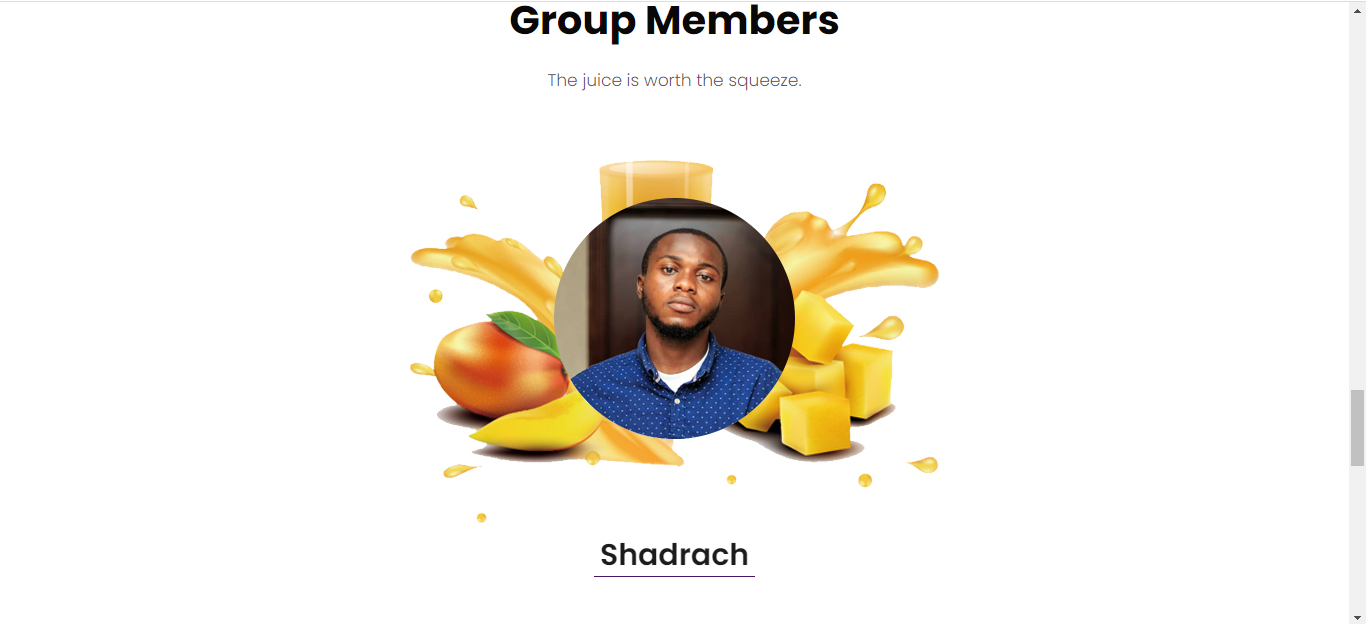 Group Members
The juice is worth the squeeze.
Shadrach